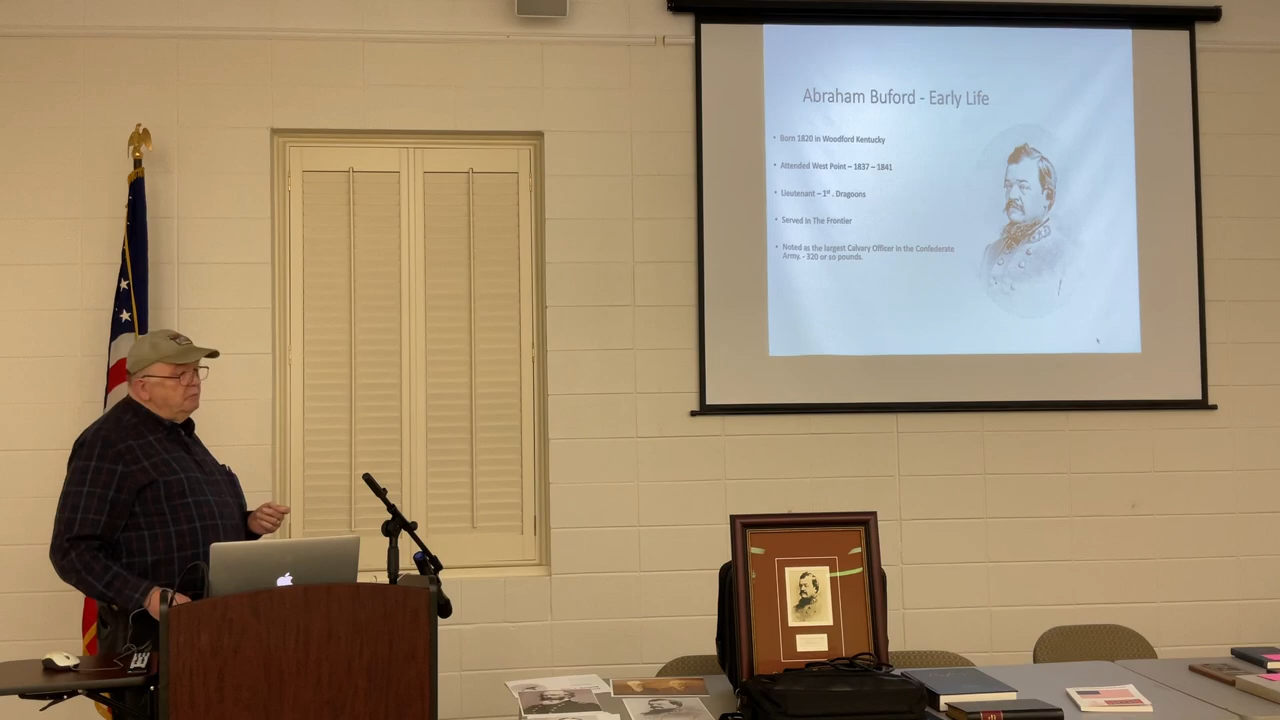 Abraham Buford - Early Life
• Born 1820 in Woodford Kentucky
• Attended West Point – 1837 – 1841
• Lieutenant – 1st . Dragoons
• Served In The Frontier
• Noted as the largest Calvary Officer in the Confederate
Army. - 320 or so pounds.